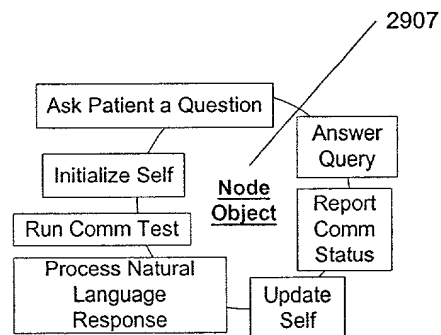 2907
Ask Patient a Question
Answer
Query
Initialize Self
Node
Object
Report
Comm
Status
Run Comm Test
Process Natural
Language
Response
Update
Self